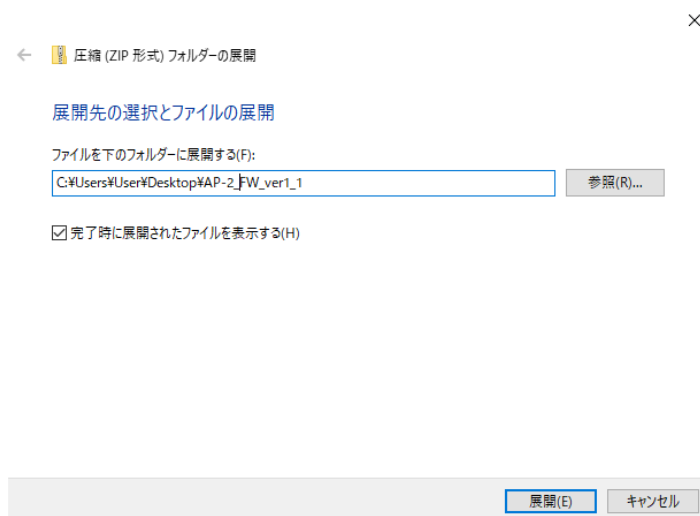 圧縮 (ZIP 形式) フォルダーの展開
展開先の選択とファイルの展開
ファイルを下のフォルダーに展開する(F):
C:¥Users¥User¥Desktop¥AP-2_FW_ver1_1
参照(R)...
完了時に展開されたファイルを表示する(H)
展開(E)
キャンセル